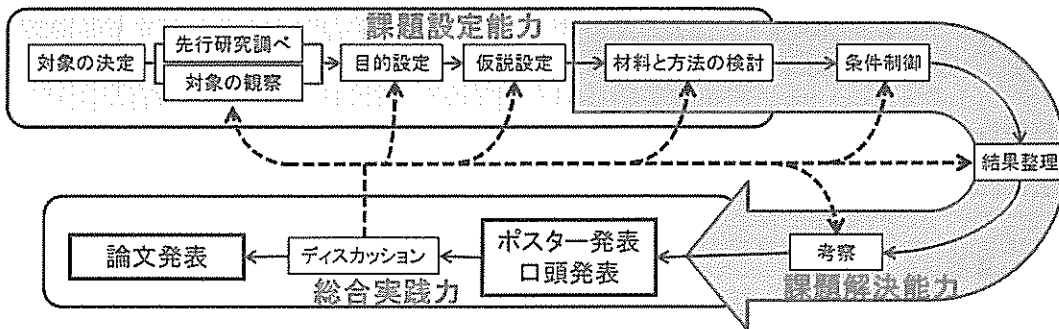 課題設定能力
対象の決定
先行研究調べ
対象の観察
目的設定
仮説設定
材料と方法の検討
条件制御
結果整理
考察
課題解決能力
ポスター発表
口頭発表
ディスカッション
総合実践力
論文発表